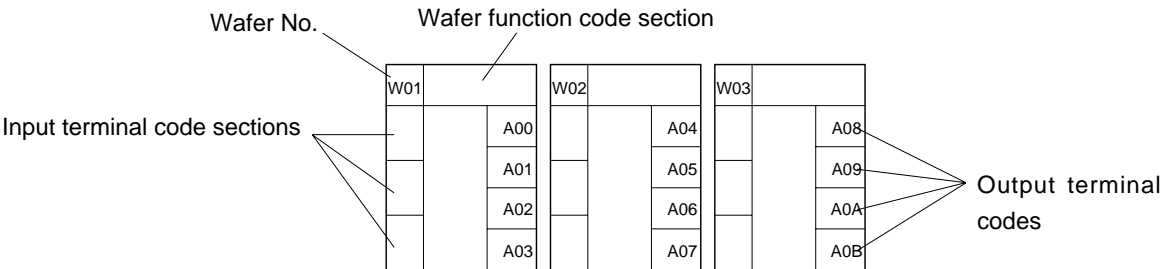 Wafer No.
Wafer function code section
W01
W02
W03
Input terminal code sections
A00
A04
A08
A01
A05
A09
Output terminal
codes
A02
A06
A0A
A03
A07
A0B